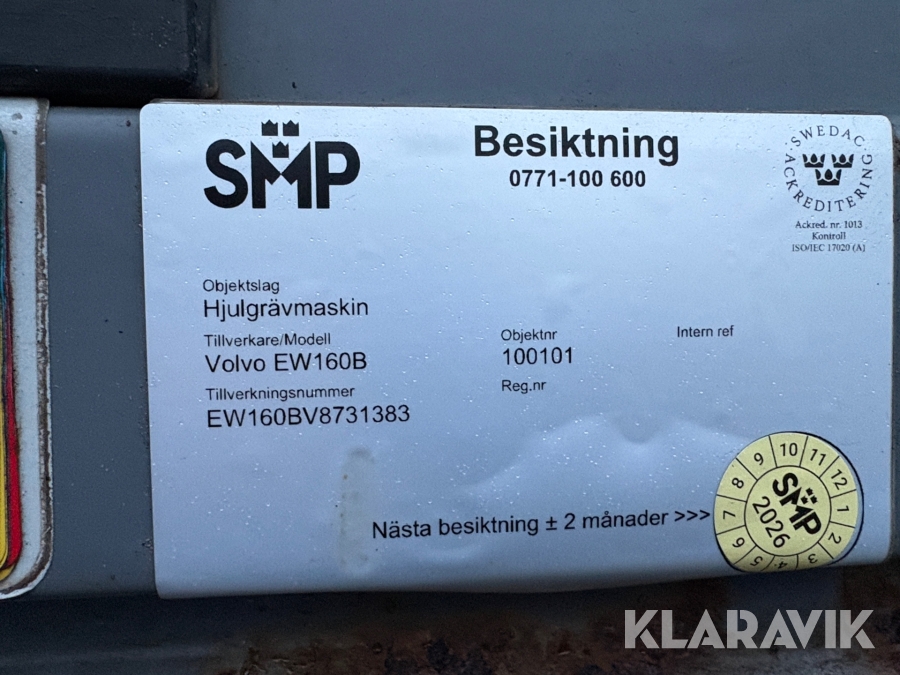 SMP
Besiktning
0771-100 600
SWEDAC
ACKREDITERING
Ackred. nr. 1013
Kontroll
ISO/IEC 17020 (A)
Objektslag
Hjulgrävmaskin
Tillverkare/Modell
Volvo EW160B
Objektnr
100101
Intern ref
Tillverkningsnummer
EW160BV8731383
Reg.nr
Nästa besiktning ± 2 månader >>>
1 2 3 4 5 6 7 8 9 10 11 12
SMP
2026
KLARAVIK